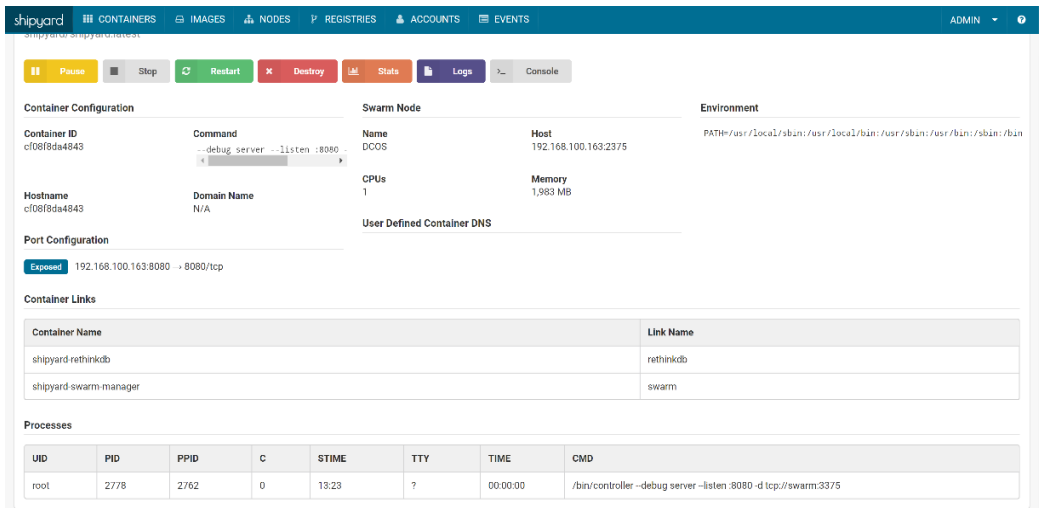 shipyard CONTAINERS IMAGES NODES REGISTRIES ACCOUNTS EVENTS ADMIN
shipyard/shipyard:latest
Pause Stop Restart Destroy Stats Logs Console
Container Configuration Swarm Node Environment
Container ID Command Name Host PATH=/usr/local/sbin:/usr/local/bin:/usr/sbin:/usr/bin:/sbin:/bin
cf08f8da4843 --debug server --listen :8080 - DCOS 192.168.100.163:2375
CPUs Memory
1 1,983 MB
Hostname Domain Name
cf08f8da4843 N/A
User Defined Container DNS
Port Configuration
Exposed 192.168.100.163:8080 → 8080/tcp
Container Links
Container Name Link Name
shipyard-rethinkdb rethinkdb
shipyard-swarm-manager swarm
Processes
UID PID PPID C STIME TTY TIME CMD
root 2778 2762 0 13:23 ? 00:00:00 /bin/controller --debug server --listen :8080 -d tcp://swarm:3375